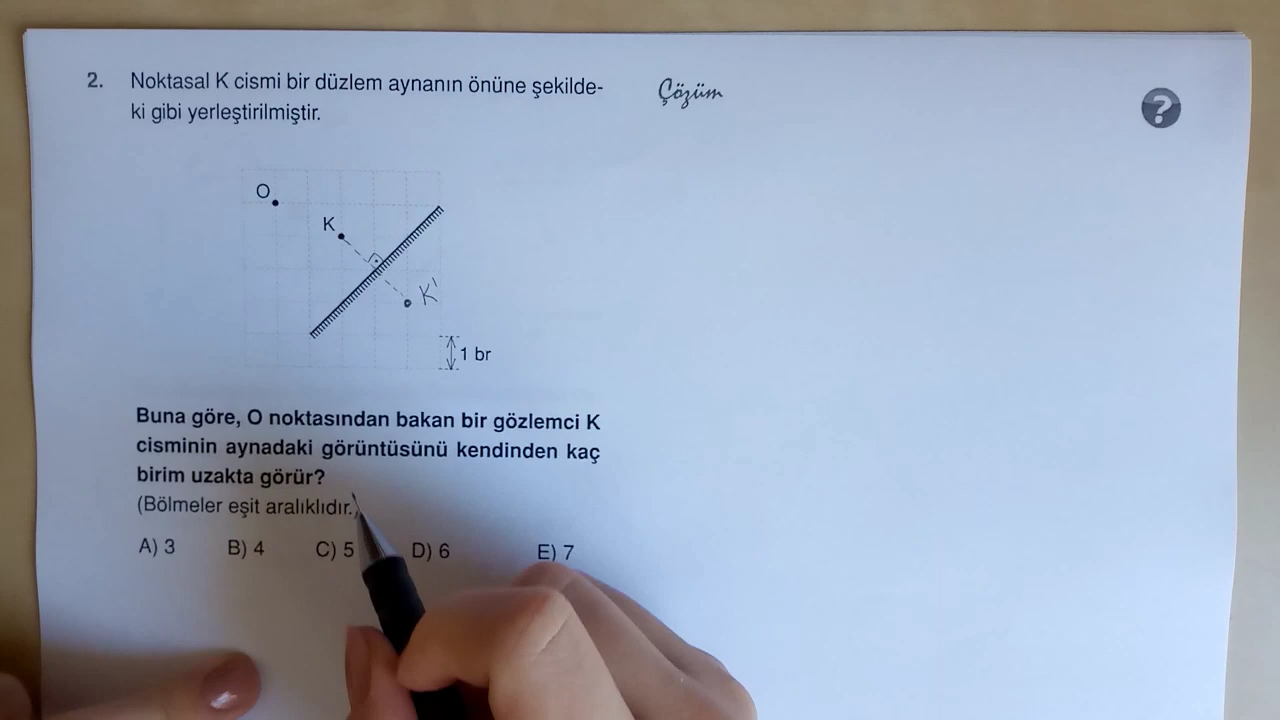 2. Noktasal K cismi bir düzlem aynanın önüne şekilde-
ki gibi yerleştirilmiştir.
Çözüm
?
O
K
K'
1 br
Buna göre, O noktasından bakan bir gözlemci K
cisminin aynadaki görüntüsünü kendinden kaç
birim uzakta görür?
(Bölmeler eşit aralıklıdır.)
A) 3 B) 4 C) 5 D) 6 E) 7